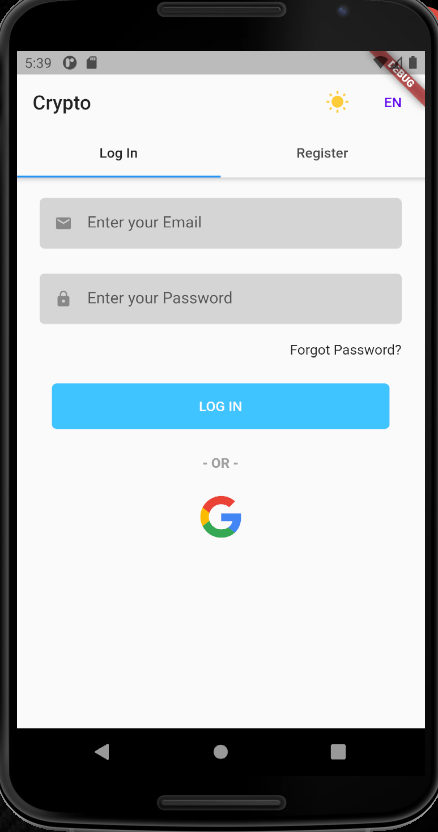 5:39
DEBUG
Crypto
EN
Log In
Register
Enter your Email
Enter your Password
Forgot Password?
LOG IN
- OR -